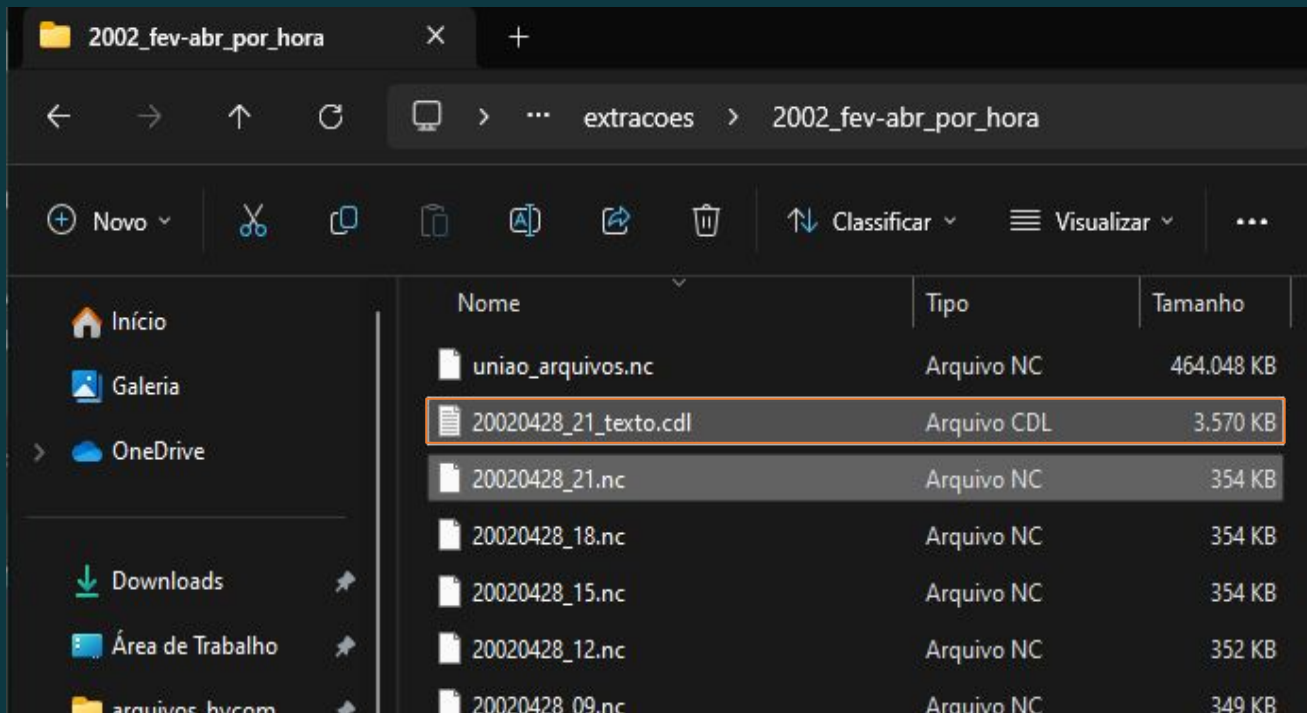 2002_fev-abr_por_hora
extracoes > 2002_fev-abr_por_hora
Novo
Classificar
Visualizar
Início
Galeria
OneDrive
Downloads
Área de Trabalho
arquivos_hycom
Nome Tipo Tamanho
uniao_arquivos.nc Arquivo NC 464.048 KB
20020428_21_texto.cdl Arquivo CDL 3.570 KB
20020428_21.nc Arquivo NC 354 KB
20020428_18.nc Arquivo NC 354 KB
20020428_15.nc Arquivo NC 354 KB
20020428_12.nc Arquivo NC 352 KB
20020428_09.nc Arquivo NC 349 KB